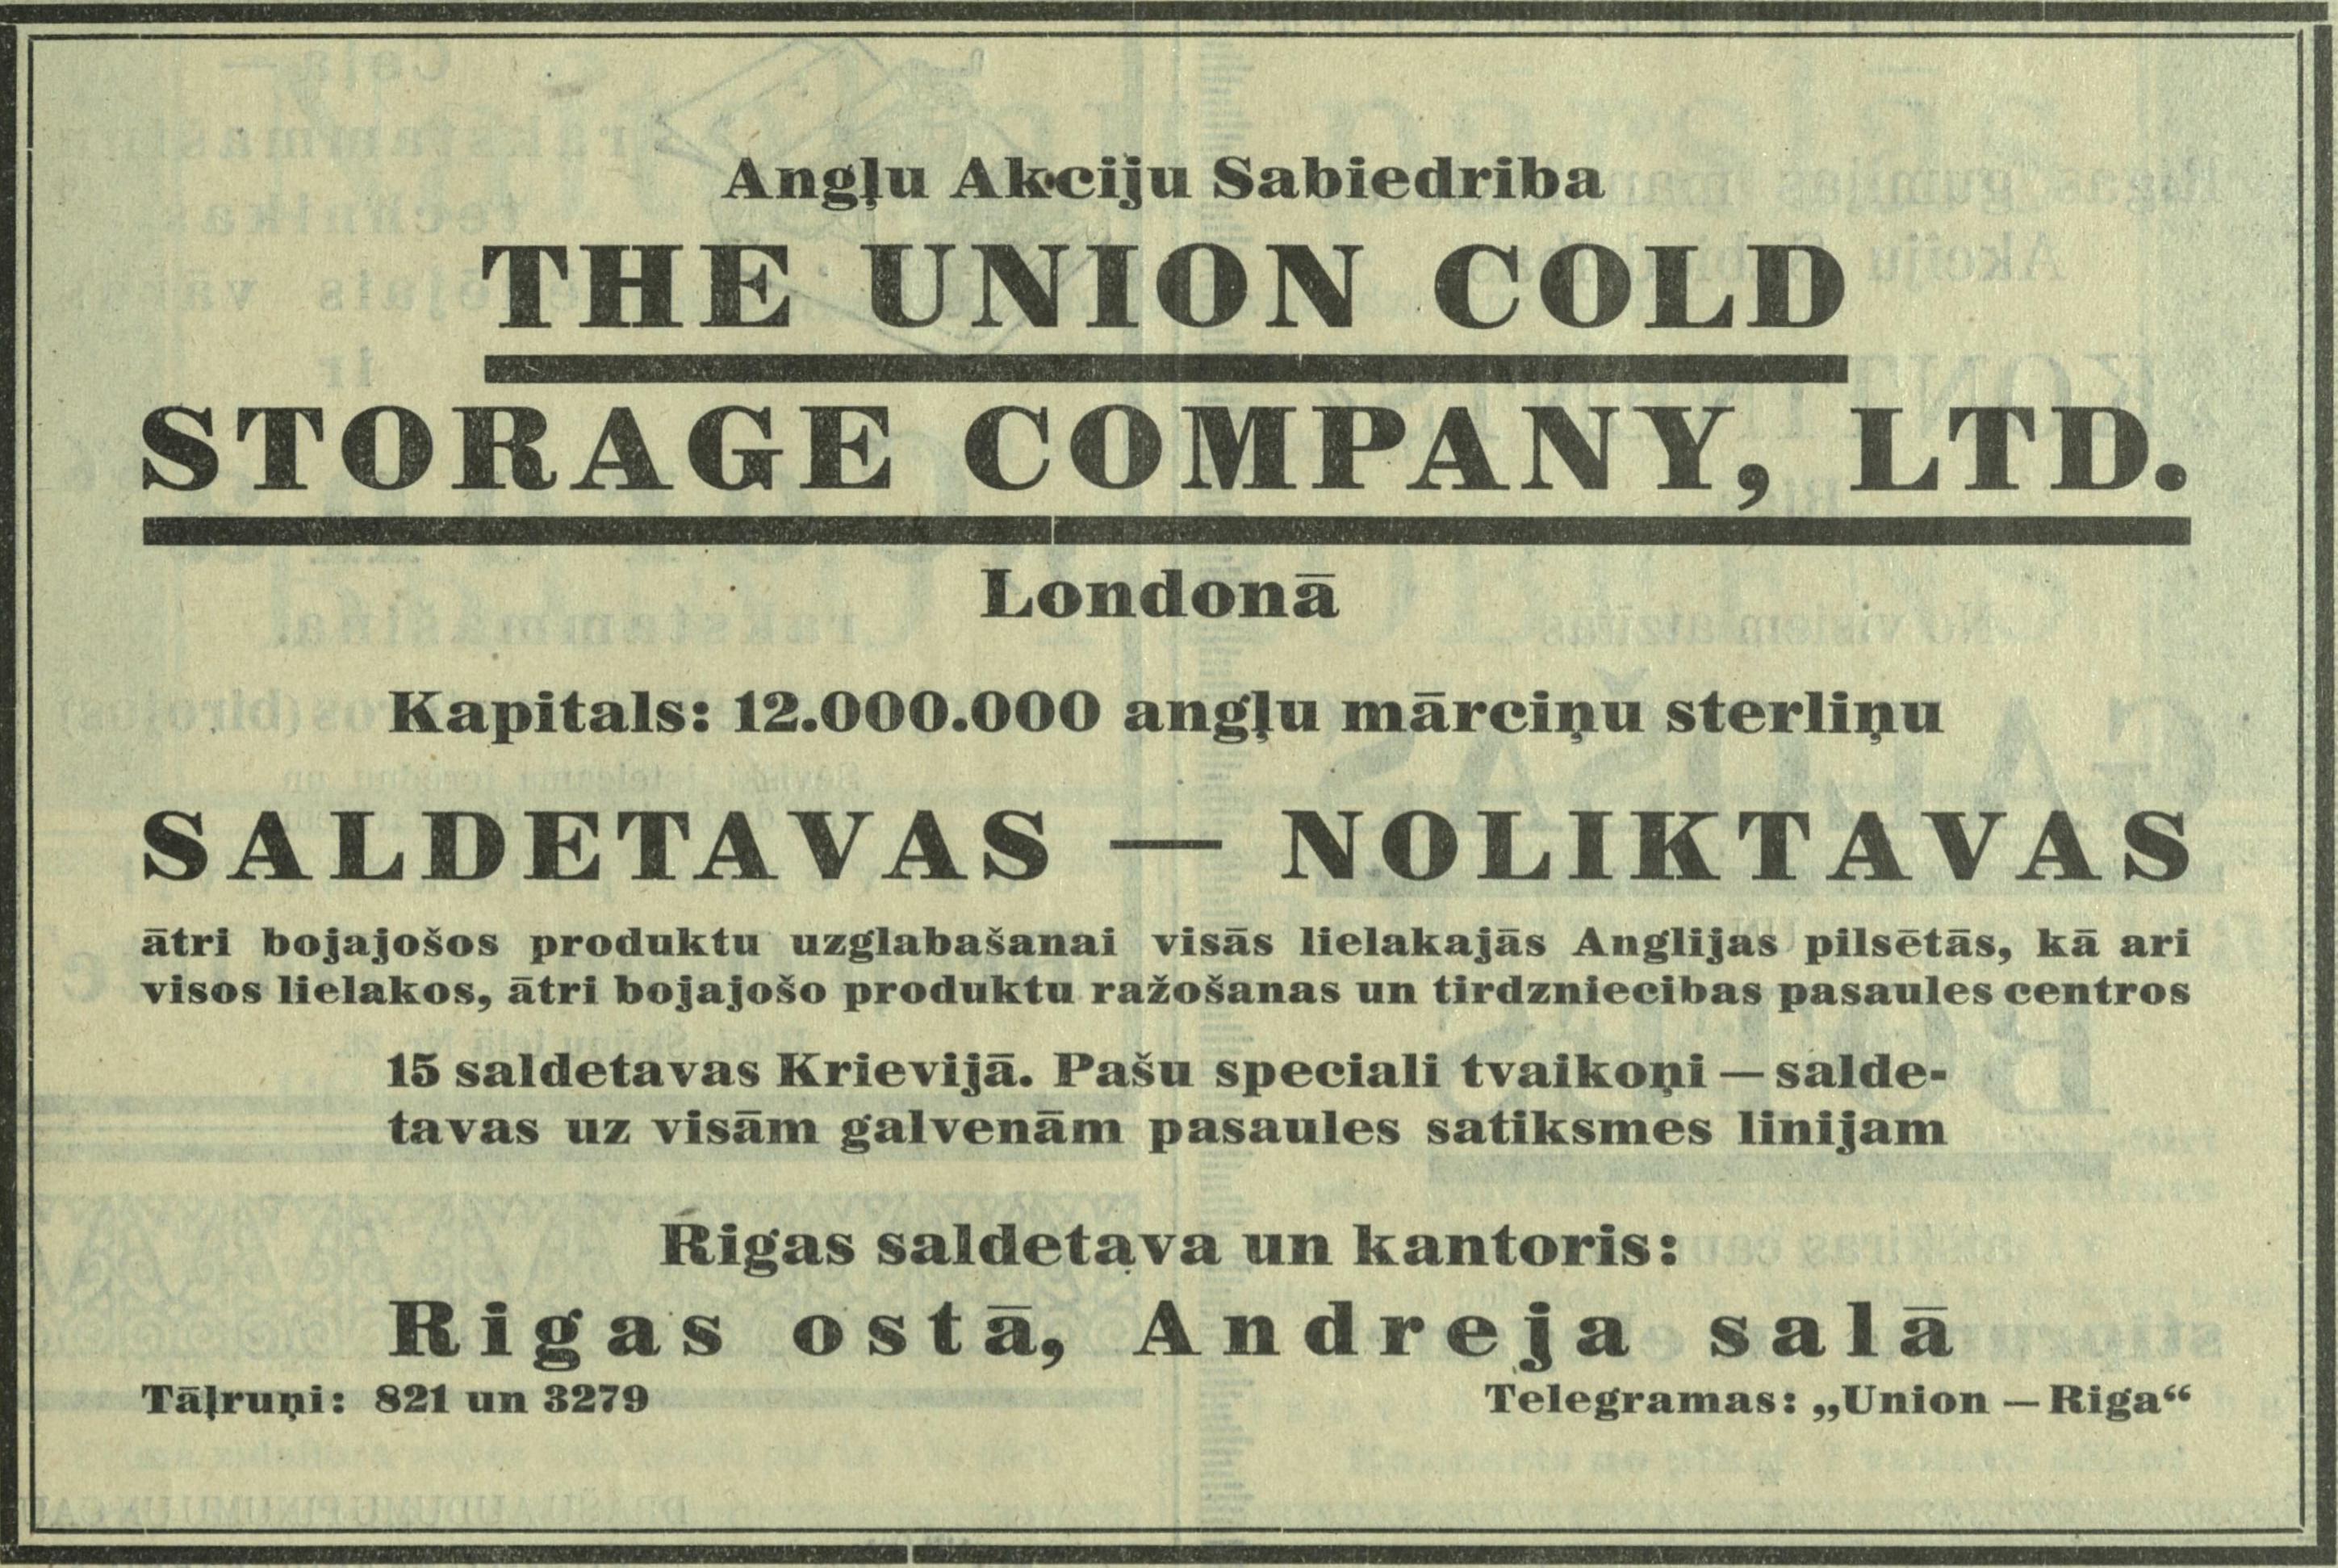 Angļu Akciju Sabiedriba
THE UNION COLD
STORAGE COMPANY, LTD.
Londonā
Kapitals: 12.000.000 angļu mārciņu sterliņu
SALDETAVAS — NOLIKTAVAS
ātri bojajošos produktu uzglabašanai visās lielakajās Anglijas pilsētās, kā ari
visos lielakos, ātri bojajošo produktu ražošanas un tirdzniecibas pasaules centros
15 saldetavas Krievijā. Pašu speciali tvaikoņi — salde-
tavas uz visām galvenām pasaules satiksmes linijam
Rigas saldetava un kantoris:
Rigas ostā, Andreja salā
Tāļruņi: 821 un 3279 Telegramas: „Union — Riga“